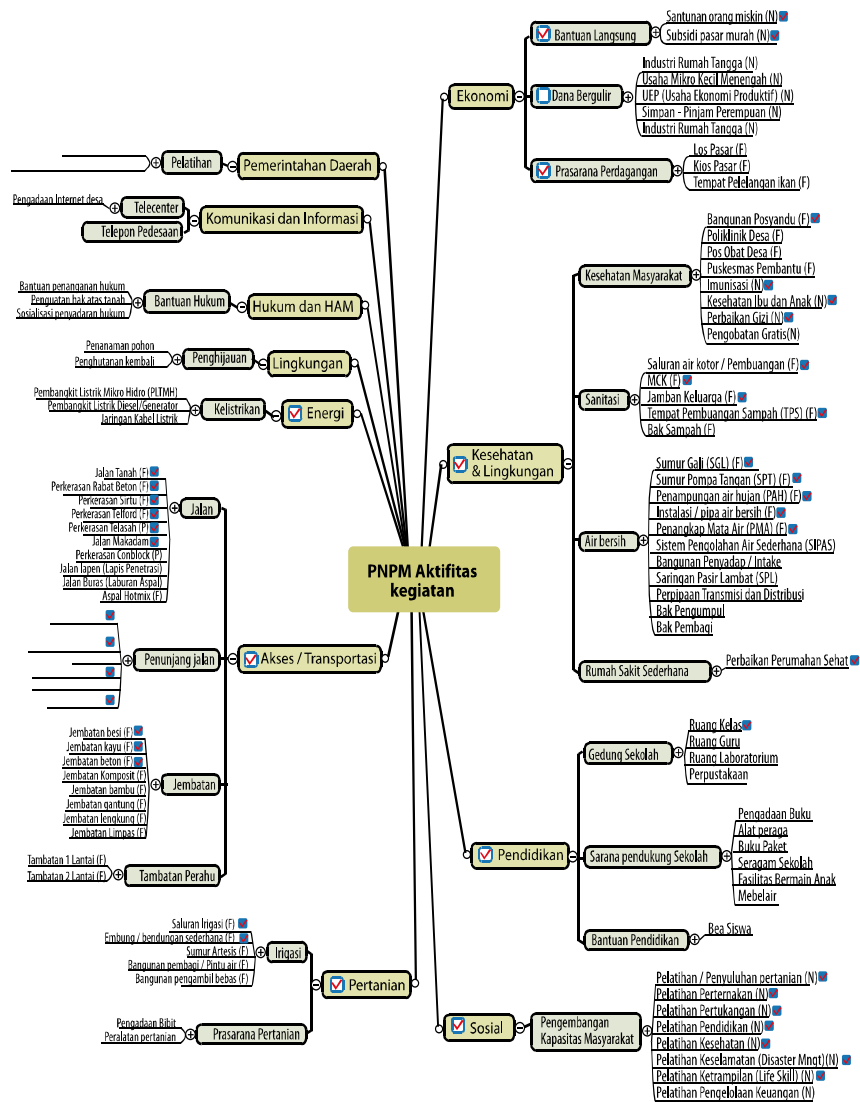 PNPM Aktifitas
kegiatan
Ekonomi
Bantuan Langsung
Santunan orang miskin (N)
Subsidi pasar murah (N)
Dana Bergulir
Industri Rumah Tangga (N)
Usaha Mikro Kecil Menengah (N)
UEP (Usaha Ekonomi Produktif) (N)
Simpan - Pinjam Perempuan (N)
Industri Rumah Tangga (N)
Prasarana Perdagangan
Los Pasar (F)
Kios Pasar (F)
Tempat Pelelangan ikan (F)
Kesehatan
& Lingkungan
Kesehatan Masyarakat
Bangunan Posyandu (F)
Poliklinik Desa (F)
Pos Obat Desa (F)
Puskesmas Pembantu (F)
Imunisasi (N)
Kesehatan Ibu dan Anak (N)
Perbaikan Gizi (N)
Pengobatan Gratis(N)
Sanitasi
Saluran air kotor / Pembuangan (F)
MCK (F)
Jamban Keluarga (F)
Tempat Pembuangan Sampah (TPS) (F)
Bak Sampah (F)
Air bersih
Sumur Gali (SGL) (F)
Sumur Pompa Tangan (SPT) (F)
Penampungan air hujan (PAH) (F)
Instalasi / pipa air bersih (F)
Penangkap Mata Air (PMA) (F)
Sistem Pengolahan Air Sederhana (SIPAS)
Bangunan Penyadap / Intake
Saringan Pasir Lambat (SPL)
Perpipaan Transmisi dan Distribusi
Bak Pengumpul
Bak Pembagi
Rumah Sakit Sederhana
Perbaikan Perumahan Sehat
Pendidikan
Gedung Sekolah
Ruang Kelas
Ruang Guru
Ruang Laboratorium
Perpustakaan
Sarana pendukung Sekolah
Pengadaan Buku
Alat peraga
Buku Paket
Seragam Sekolah
Fasilitas Bermain Anak
Mebelair
Bantuan Pendidikan
Bea Siswa
Sosial
Pengembangan
Kapasitas Masyarakat
Pelatihan / Penyuluhan pertanian (N)
Pelatihan Perternakan (N)
Pelatihan Pertukangan (N)
Pelatihan Pendidikan (N)
Pelatihan Kesehatan (N)
Pelatihan Keselamatan (Disaster Mngt)(N)
Pelatihan Ketrampilan (Life Skill) (N)
Pelatihan Pengelolaan Keuangan (N)
Pemerintahan Daerah
Pelatihan
Komunikasi dan Informasi
Telecenter
Pengadaan Internet desa
Telepon Pedesaan
Hukum dan HAM
Bantuan Hukum
Bantuan penanganan hukum
Penguatan hak atas tanah
Sosialisasi penyadaran hukum
Lingkungan
Penghijauan
Penanaman pohon
Penghutanan kembali
Energi
Kelistrikan
Pembangkit Listrik Mikro Hidro (PLTMH)
Pembangkit Listrik Diesel/Generator
Jaringan Kabel Listrik
Akses / Transportasi
Jalan
Jalan Tanah (F)
Perkerasan Rabat Beton (F)
Perkerasan Sirtu (F)
Perkerasan Telford (F)
Perkerasan Telasah (P)
Jalan Makadam
Perkerasan Conblock (P)
Jalan lapen (Lapis Penetrasi)
Jalan Buras (Laburan Aspal)
Aspal Hotmix (F)
Penunjang jalan
Jembatan
Jembatan besi (F)
Jembatan kayu (F)
Jembatan beton (F)
Jembatan Komposit (F)
Jembatan bambu (F)
Jembatan gantung (F)
Jembatan lengkung (F)
Jembatan Limpas (F)
Tambatan Perahu
Tambatan 1 Lantai (F)
Tambatan 2 Lantai (F)
Pertanian
Irigasi
Saluran Irigasi (F)
Embung / bendungan sederhana (F)
Sumur Artesis (F)
Bangunan pembagi / Pintu air (F)
Bangunan pengambil bebas (F)
Prasarana Pertanian
Pengadaan Bibit
Peralatan pertanian